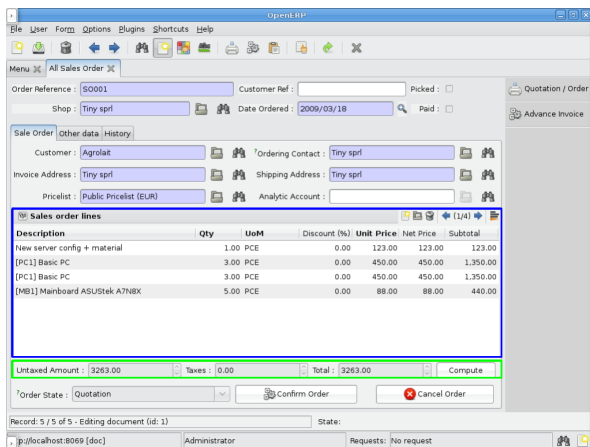 OpenERP
File User Form Options Plugins Shortcuts Help
Menu All Sales Order
Order Reference : SO001 Customer Ref : Picked :
Quotation / Order
Shop : Tiny sprl Date Ordered : 2009/03/18 Paid :
Advance Invoice
Sale Order Other data History
Customer : Agrolait ?Ordering Contact : Tiny sprl
Invoice Address : Tiny sprl Shipping Address : Tiny sprl
Pricelist : Public Pricelist (EUR) Analytic Account :
Sales order lines (1/4)
Description Qty UoM Discount (%) Unit Price Net Price Subtotal
New server config + material 1.00 PCE 0.00 123.00 123.00 123.00
[PC1] Basic PC 3.00 PCE 0.00 450.00 450.00 1,350.00
[PC1] Basic PC 3.00 PCE 0.00 450.00 450.00 1,350.00
[MB1] Mainboard ASUStek A7N8X 5.00 PCE 0.00 88.00 88.00 440.00
Untaxed Amount : 3263.00 Taxes : 0.00 Total : 3263.00 Compute
?Order State : Quotation Confirm Order Cancel Order
Record: 5 / 5 of 5 - Editing document (id: 1) State:
p://localhost:8069 [doc] Administrator Requests: No request